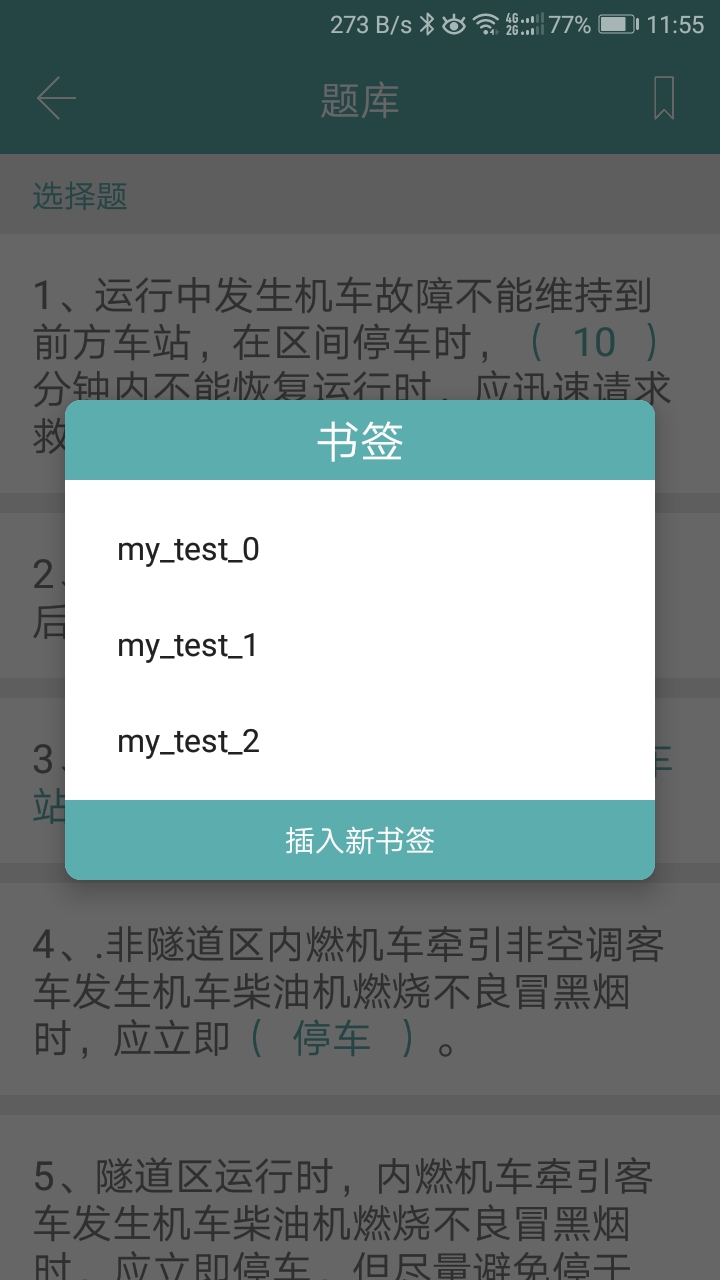 273 B/s 4G 2G 77% 11:55
题库
选择题
1、运行中发生机车故障不能维持到
前方车站，在区间停车时，（ 10 ）
分钟内不能恢复运行时，应迅速请求
救
书签
my_test_0
2、
后
my_test_1
my_test_2
3、
站
插入新书签
4、.非隧道区内燃机车牵引非空调客
车发生机车柴油机燃烧不良冒黑烟
时，应立即（ 停车 ）。
5、隧道区运行时，内燃机车牵引客
车发生机车柴油机燃烧不良冒黑烟
时，应立即停车，但尽量避免停于